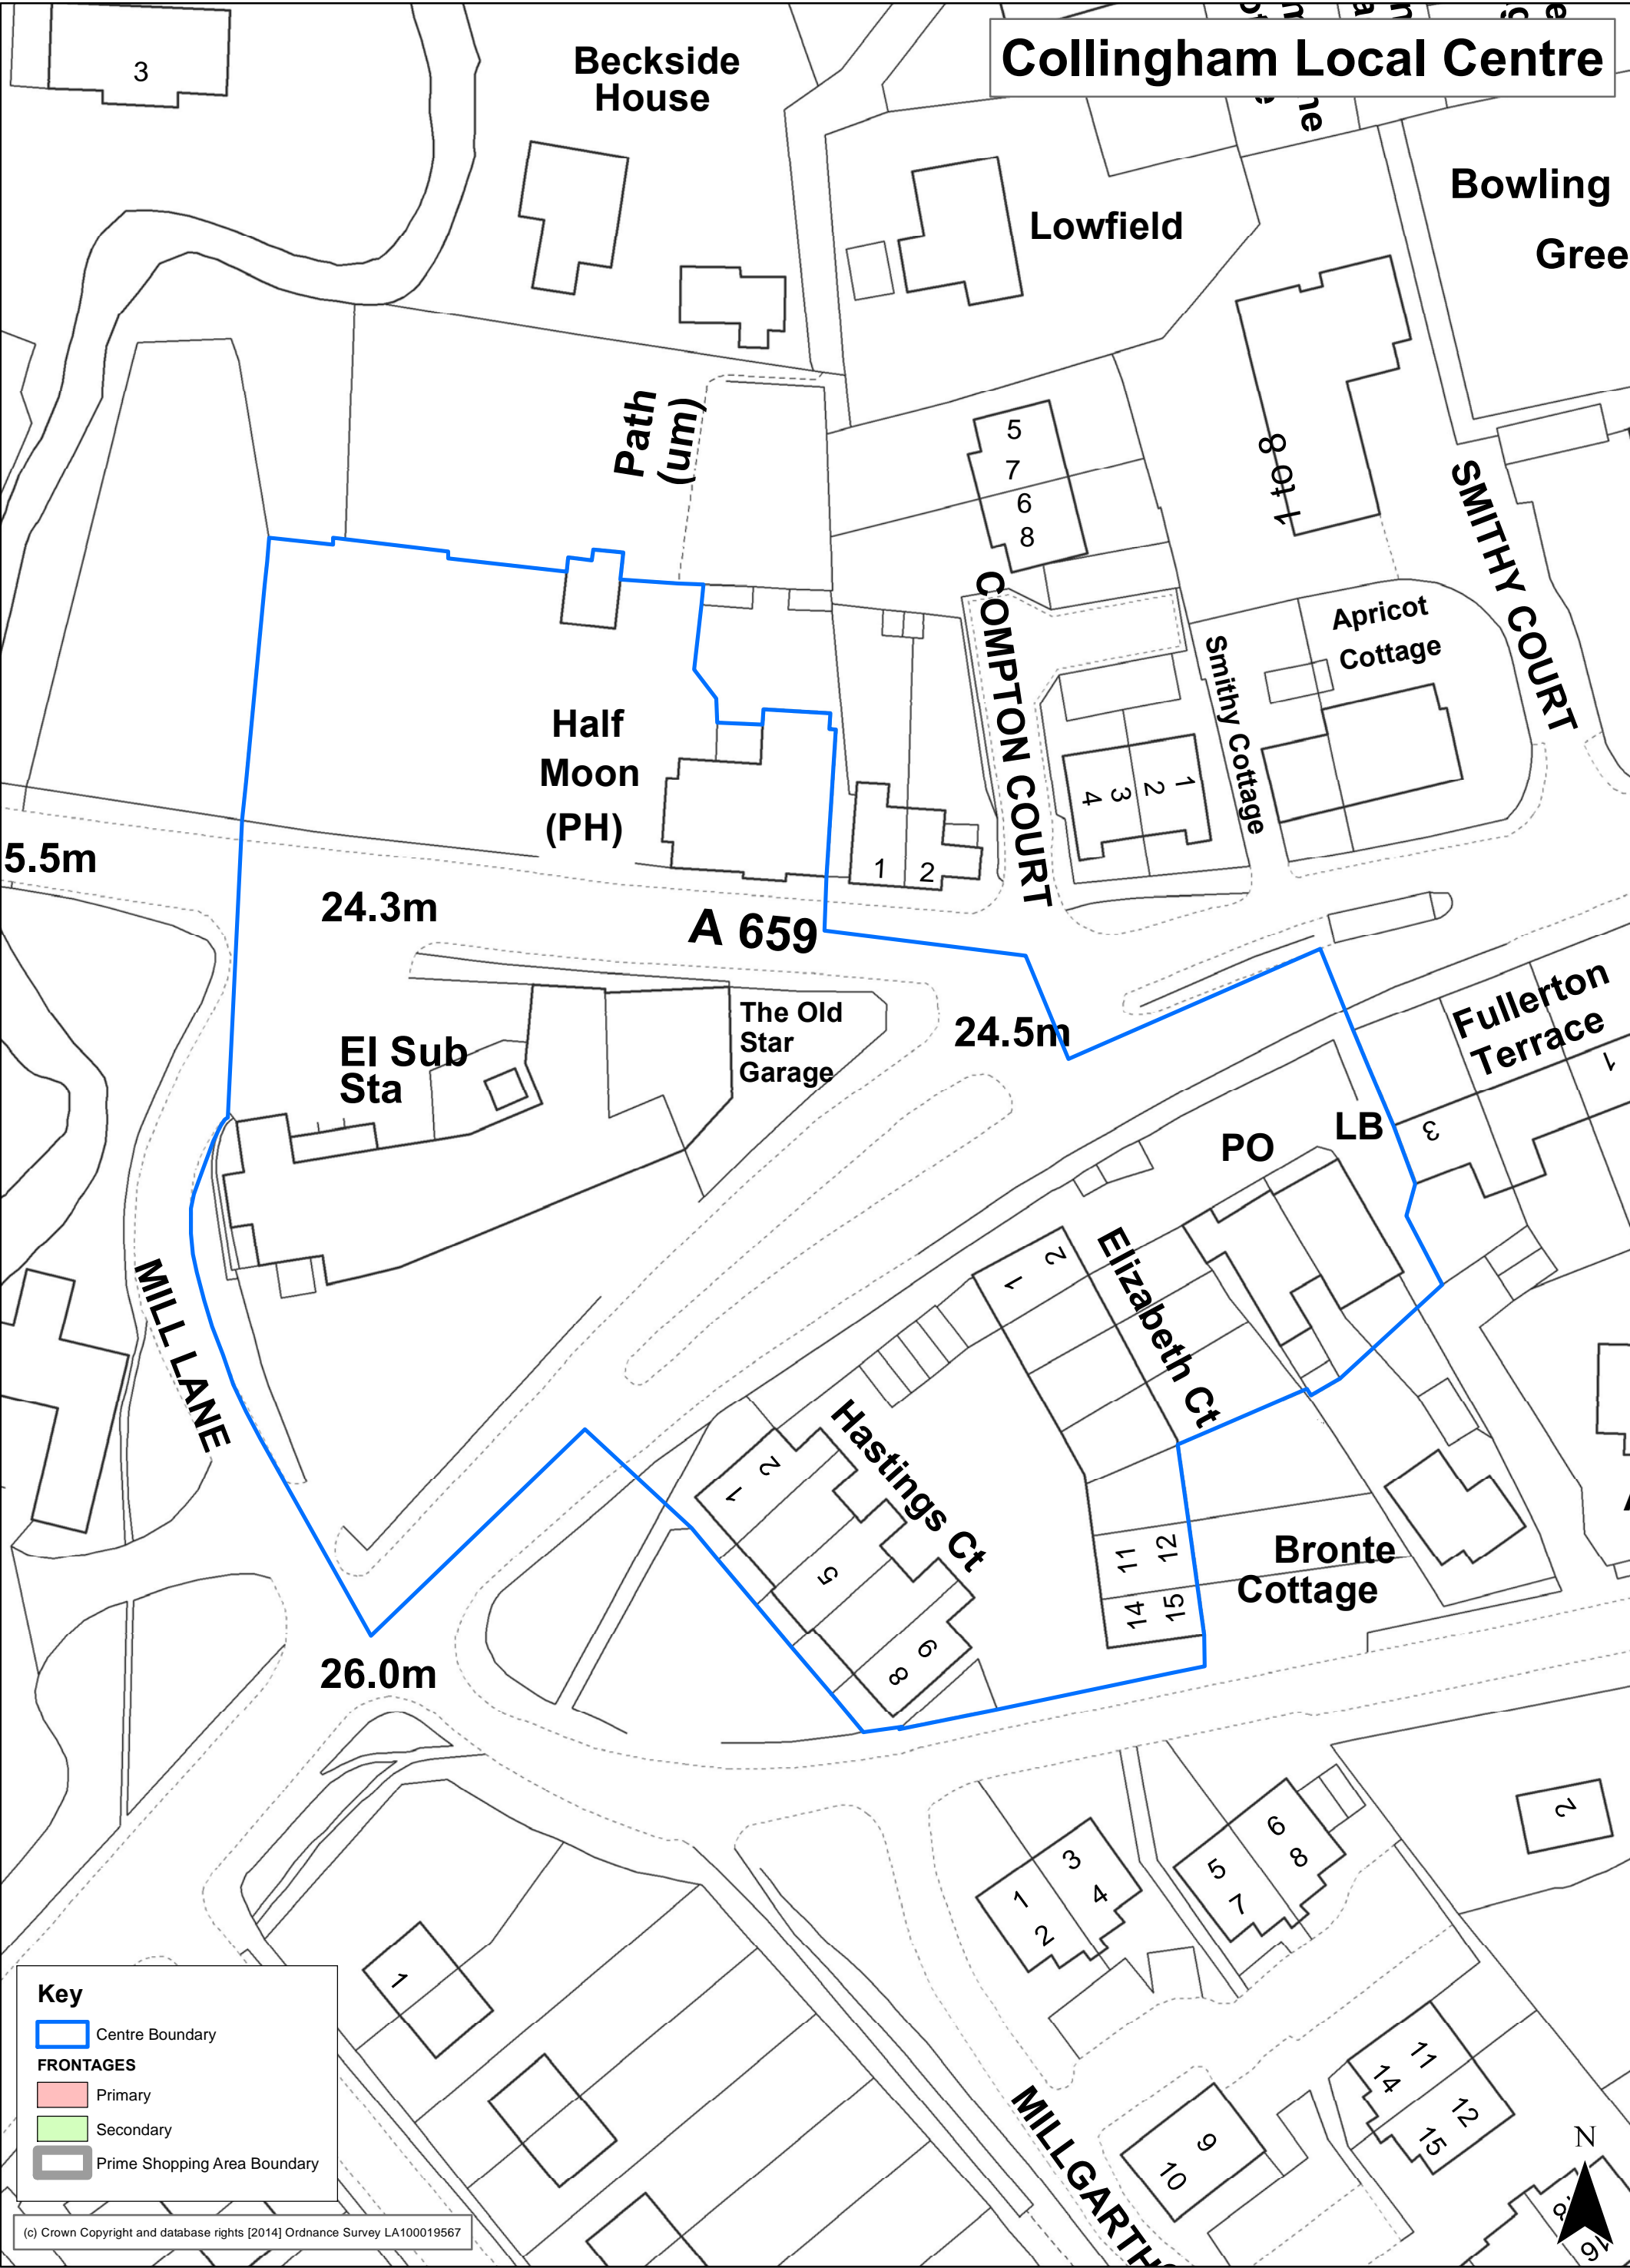 Collingham Local Centre
3
Beckside
House
Lowfield
Bowling
Gree
Path
(um)
5
7
6
8
1 to 8
SMITHY COURT
COMPTON COURT
Apricot
Cottage
Smithy Cottage
Half
Moon
(PH)
4
3
2
1
1
2
5.5m
24.3m
A 659
24.5m
The Old
Star
Garage
El Sub
Sta
Fullerton
Terrace
1
3
LB
PO
MILL LANE
Elizabeth Ct
1
2
Hastings Ct
1
2
5
8
9
11
12
14
15
Bronte
Cottage
26.0m
1
3
2
4
5
6
7
8
2
1
MILLGARTH
9
10
11
14
12
15
16
N
Key
Centre Boundary
FRONTAGES
Primary
Secondary
Prime Shopping Area Boundary
(c) Crown Copyright and database rights [2014] Ordnance Survey LA100019567